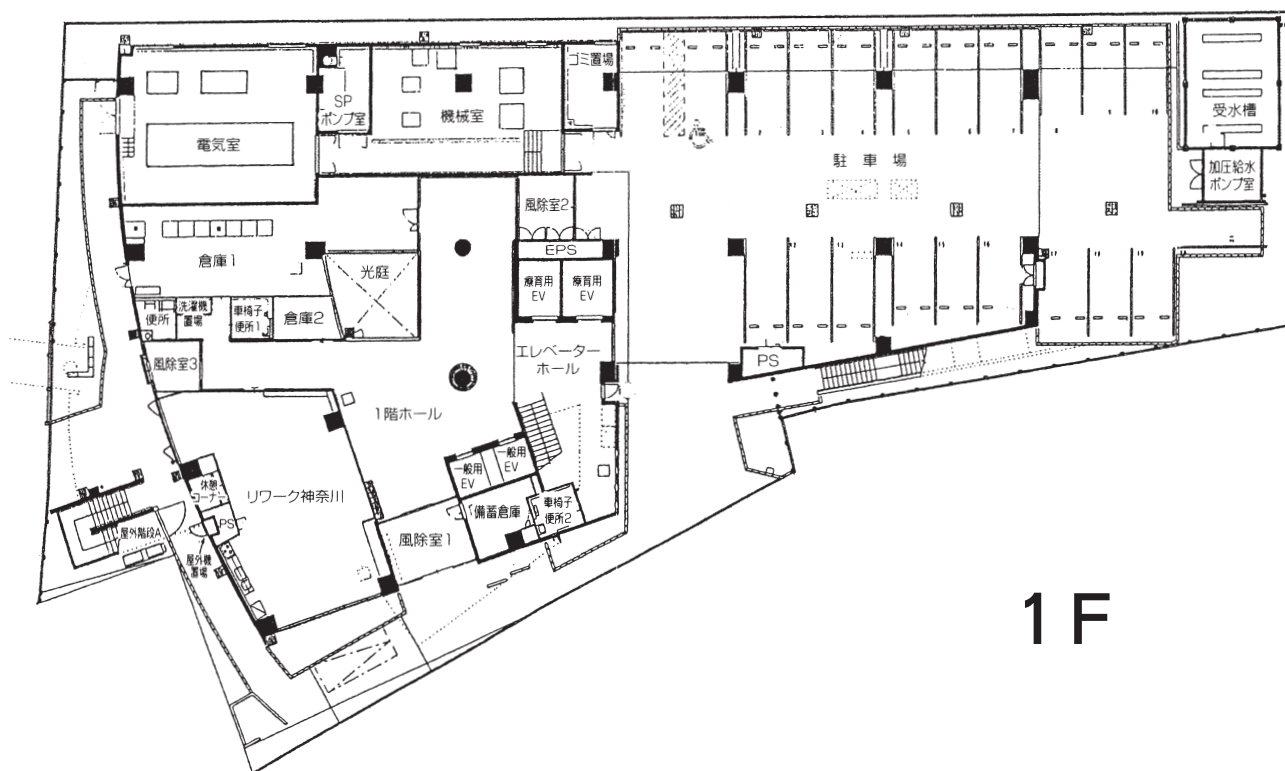 ゴミ置場
SP
ポンプ室
機械室
電気室
受水槽
駐車場
加圧給水
ポンプ室
風除室2
EPS
倉庫1
光庭
療育用
EV
療育用
EV
便所
洗濯機
置場
車椅子
便所1
倉庫2
風除室3
エレベーター
ホール
PS
1階ホール
一般用
EV
一般用
EV
休憩
コーナー
リワーク神奈川
備蓄倉庫
車椅子
便所2
屋外階段A
PS
風除室1
屋外機
置場
1F